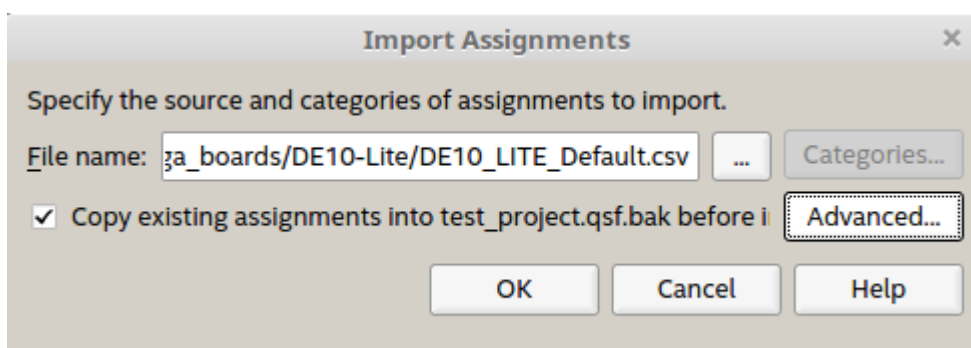 Import Assignments ×
Specify the source and categories of assignments to import.
File name: ga_boards/DE10-Lite/DE10_LITE_Default.csv ... Categories...
Copy existing assignments into test_project.qsf.bak before Advanced...
OK Cancel Help